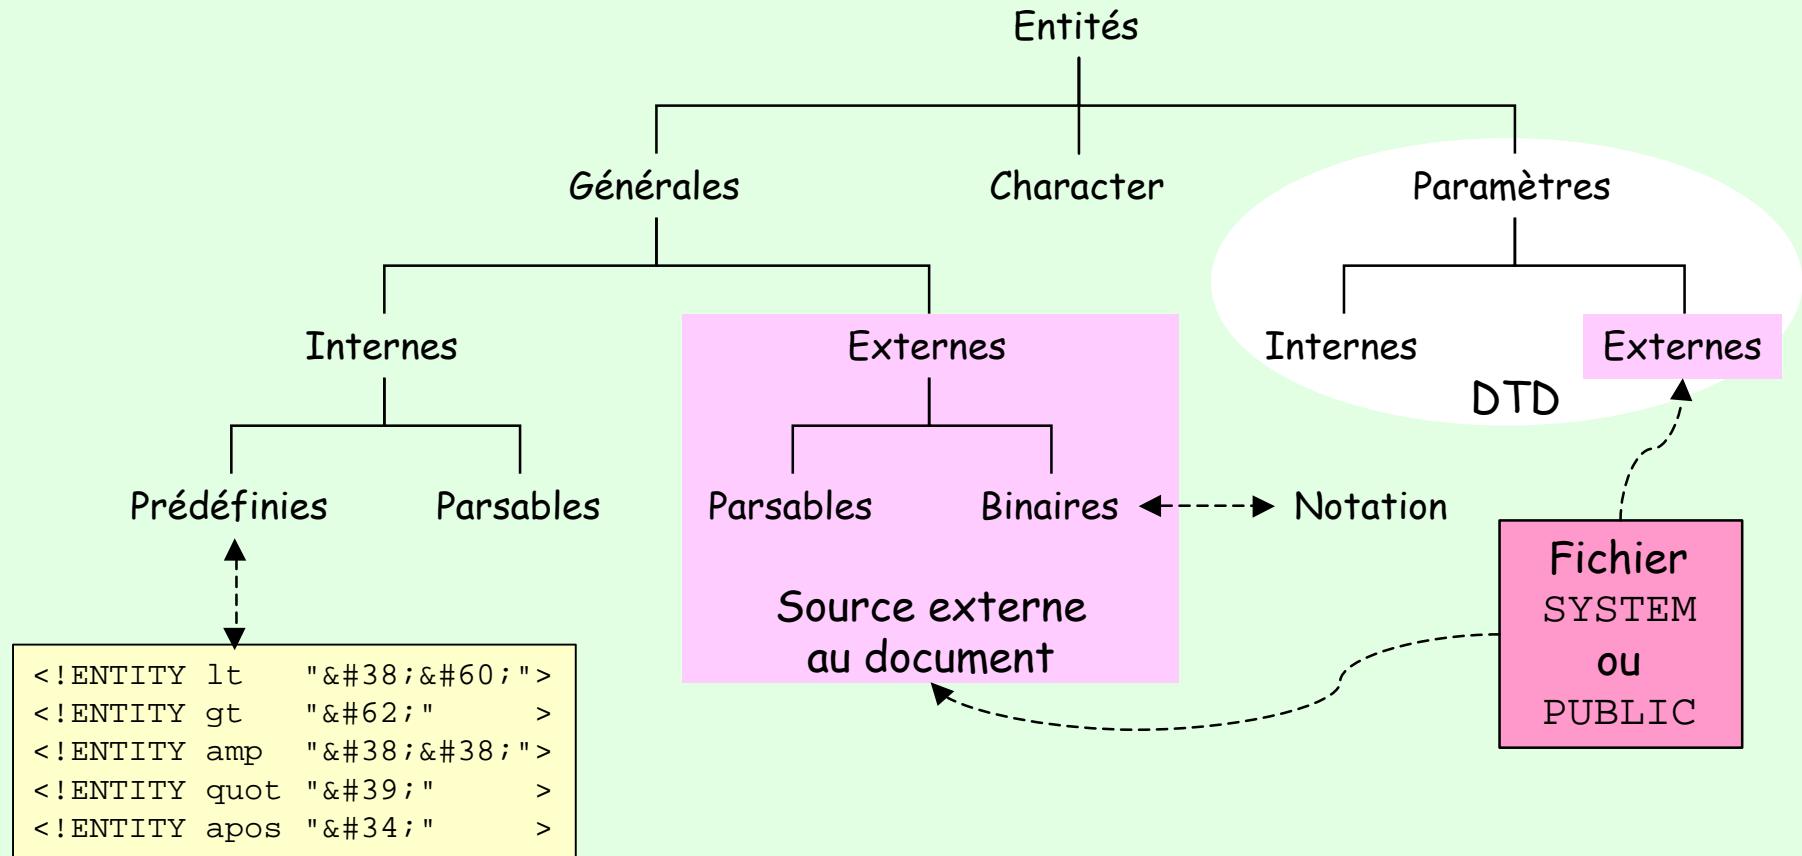 Entités
Générales Character Paramètres
Internes Externes Internes Externes
DTD
Prédéfinies Parsables Parsables Binaires Notation
Source externe
au document
Fichier
SYSTEM
ou
PUBLIC
<!ENTITY lt "&#38;&#60;">
<!ENTITY gt "&#62;" >
<!ENTITY amp "&#38;&#38;">
<!ENTITY quot "&#39;" >
<!ENTITY apos "&#34;" >